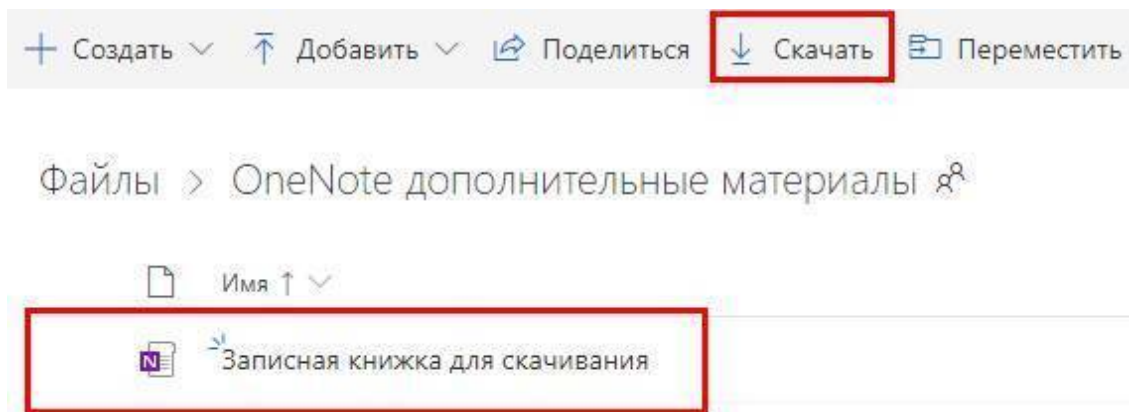 Создать Добавить Поделиться Скачать Переместить
Файлы > OneNote дополнительные материалы
Имя ↑
N Записная книжка для скачивания